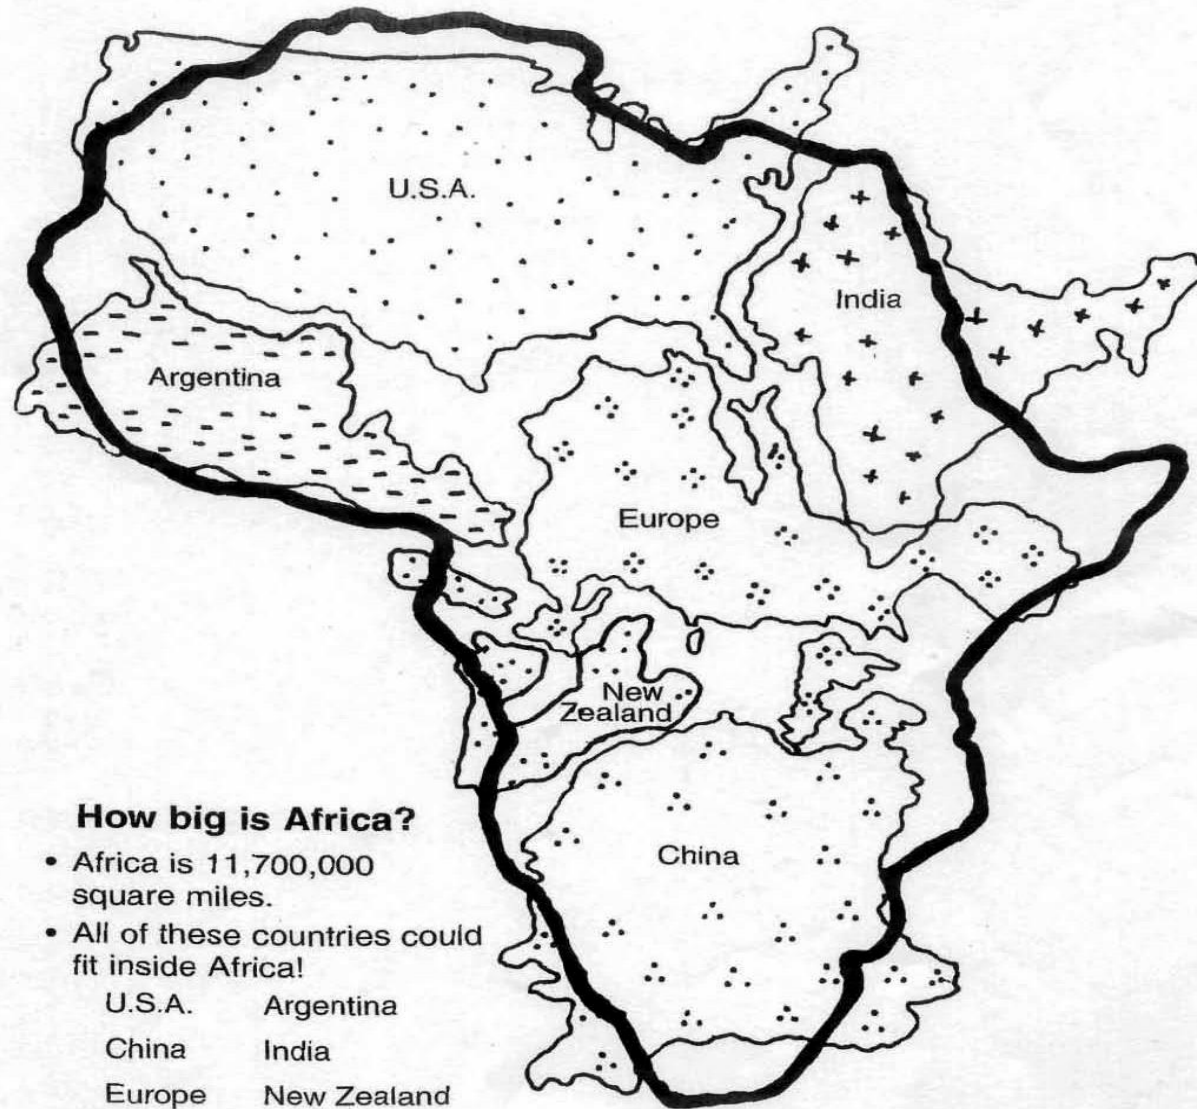 U.S.A.
India
Argentina
Europe
New
Zealand
China
How big is Africa?
• Africa is 11,700,000
square miles.
• All of these countries could
fit inside Africa!
U.S.A. Argentina
China India
Europe New Zealand